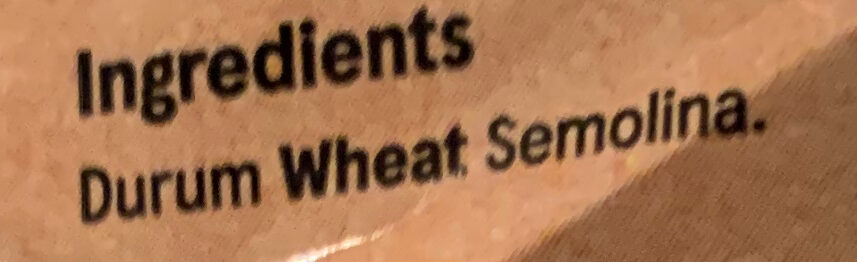 Ingredients
Durum Wheat Semolina.